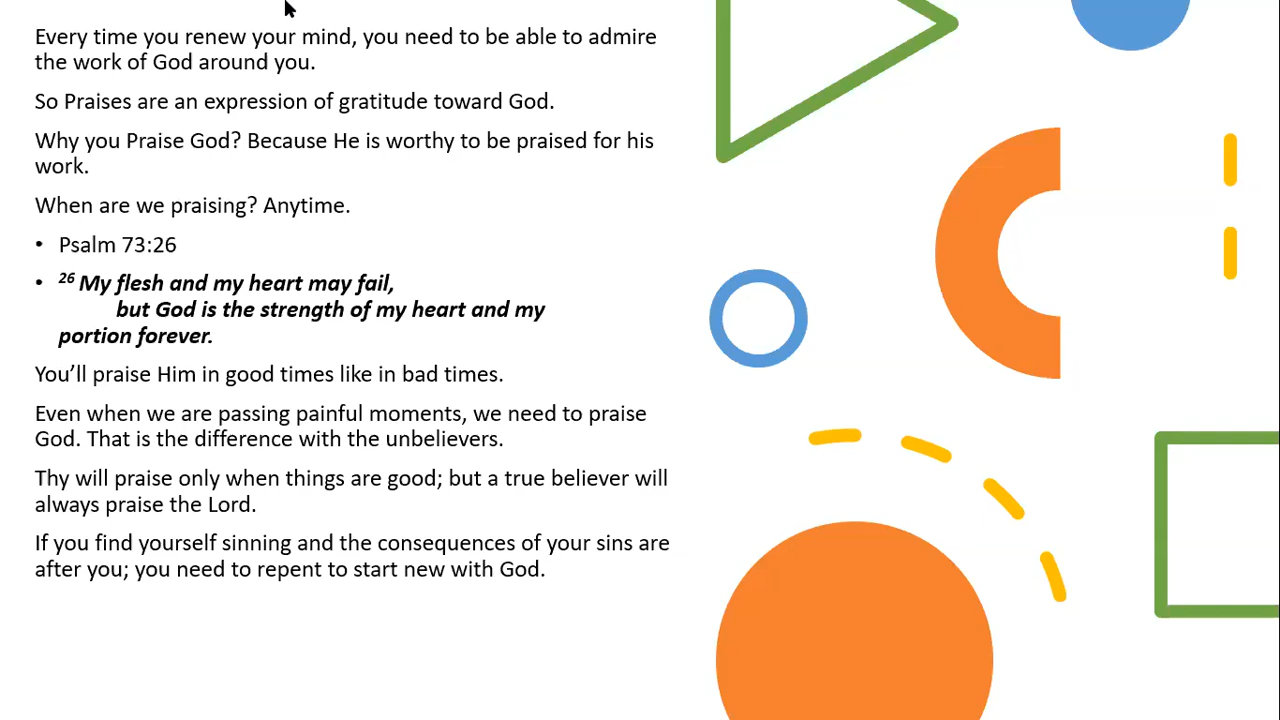 Every time you renew your mind, you need to be able to admire
the work of God around you.
So Praises are an expression of gratitude toward God.
Why you Praise God? Because He is worthy to be praised for his
work.
When are we praising? Anytime.
• Psalm 73:26
• 26 My flesh and my heart may fail,
but God is the strength of my heart and my
portion forever.
You’ll praise Him in good times like in bad times.
Even when we are passing painful moments, we need to praise
God. That is the difference with the unbelievers.
Thy will praise only when things are good; but a true believer will
always praise the Lord.
If you find yourself sinning and the consequences of your sins are
after you; you need to repent to start new with God.